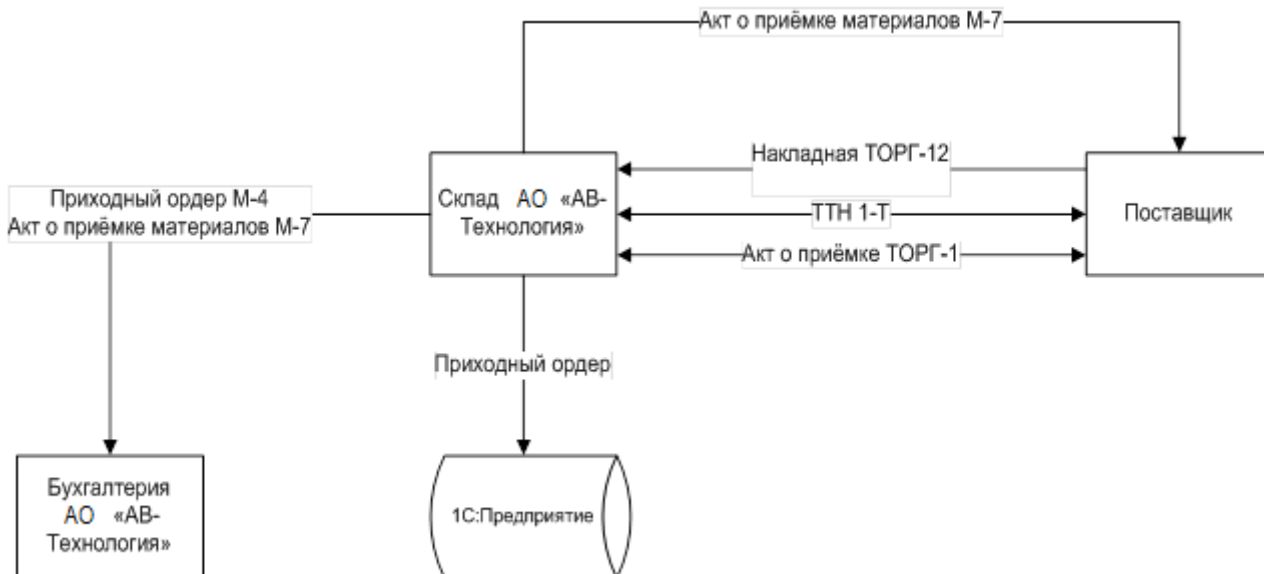 Акт о приёмке материалов М-7
Накладная ТОРГ-12
Склад АО «АВ-
Технология»
Приходный ордер М-4
Акт о приёмке материалов М-7
ТТН 1-Т
Поставщик
Акт о приёмке ТОРГ-1
Приходный ордер
Бухгалтерия
АО «АВ-
Технология»
1С:Предприятие